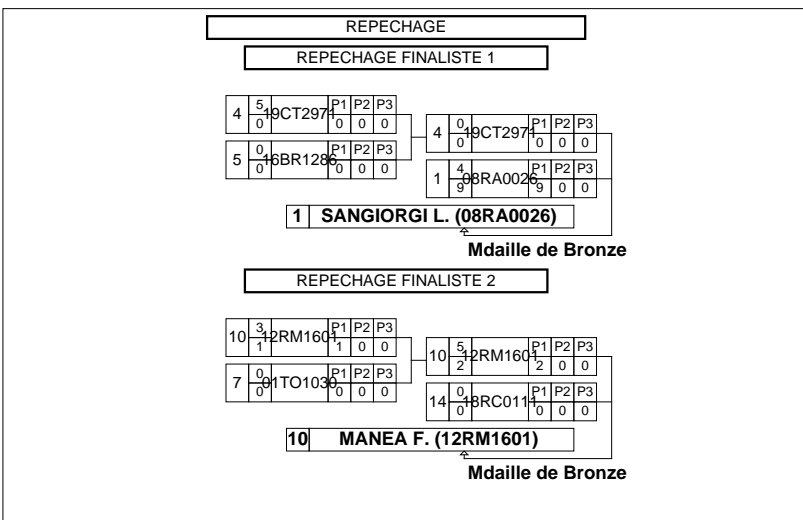 REPECHAGE
REPECHAGE FINALISTE 1
4 5 19CT2971 P1 P2 P3
0 0 0 0
4 0 19CT2971 P1 P2 P3
0 0 0 0
5 0 16BR1286 P1 P2 P3
0 0 0 0
1 4 08RA0026 P1 P2 P3
9 9 0 0
1 SANGIORGI L. (08RA0026)
Mdaille de Bronze
REPECHAGE FINALISTE 2
10 3 12RM1601 P1 P2 P3
1 1 0 0
10 5 12RM1601 P1 P2 P3
2 2 0 0
7 0 01TO1030 P1 P2 P3
0 0 0 0
14 0 18RC0111 P1 P2 P3
0 0 0 0
10 MANEA F. (12RM1601)
Mdaille de Bronze